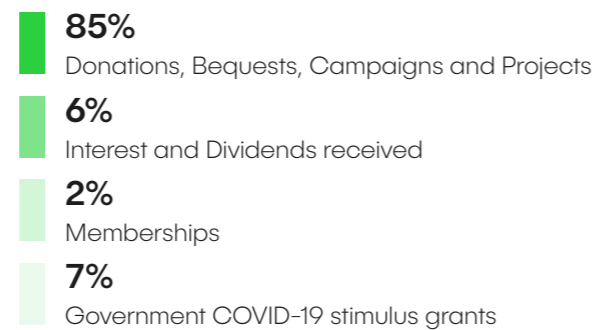 85%
Donations, Bequests, Campaigns and Projects
6%
Interest and Dividends received
2%
Memberships
7%
Government COVID-19 stimulus grants